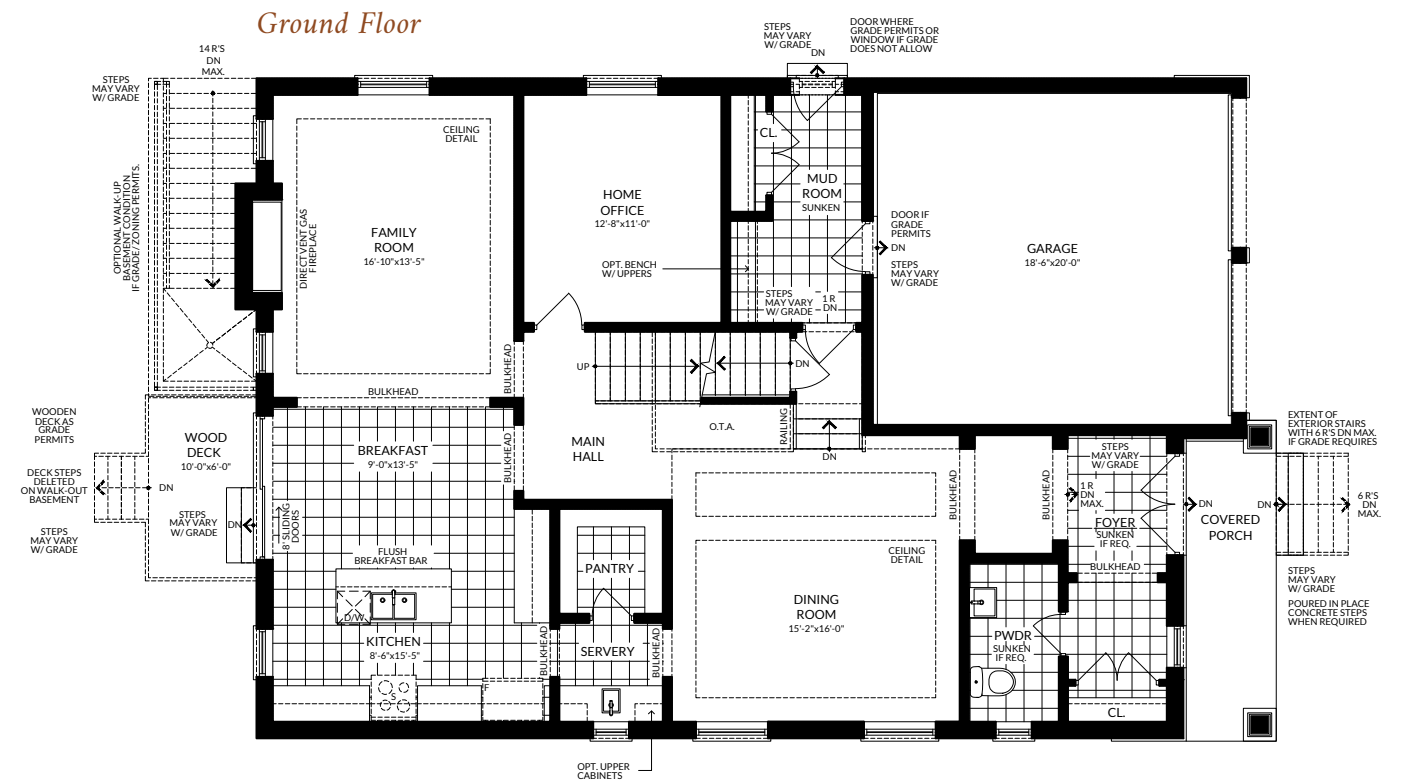 Ground Floor
14 R'S
DN
MAX.
STEPS
MAY VARY
W/ GRADE
STEPS
MAY VARY
W/ GRADE
DN
DOOR WHERE
GRADE PERMITS OR
WINDOW IF GRADE
DOES NOT ALLOW
CEILING
DETAIL
CL.
OPTIONAL WALK-UP
BASEMENT CONDITION
IF GRADE/ZONING PERMITS.
DIRECT VENT GAS
FIREPLACE
FAMILY
ROOM
16'-10"x13'-5"
HOME
OFFICE
12'-8"x11'-0"
MUD
ROOM
SUNKEN
OPT. BENCH
W/ UPPERS
STEPS
MAY VARY
W/ GRADE
1 R
DN
DOOR IF
GRADE
PERMITS
DN
STEPS
MAY VARY
W/ GRADE
GARAGE
18'-6"x20'-0"
BULKHEAD
BULKHEAD
UP
DN
WOODEN
DECK AS
GRADE
PERMITS
DECK STEPS
DELETED
ON WALK-OUT
BASEMENT
STEPS
MAY VARY
W/ GRADE
WOOD
DECK
10'-0"x6'-0"
DN
STEPS
MAY VARY
W/ GRADE
DN
8' SLIDING
DOORS
BREAKFAST
9'-0"x13'-5"
BULKHEAD
MAIN
HALL
O.T.A.
RAILING
DN
BULKHEAD
BULKHEAD
STEPS
MAY VARY
W/ GRADE
1 R
DN
MAX.
FOYER
SUNKEN
IF REQ.
BULKHEAD
DN
COVERED
PORCH
DN
EXTENT OF
EXTERIOR STAIRS
WITH 6 R'S DN MAX.
IF GRADE REQUIRES
6 R'S
DN
MAX.
STEPS
MAY VARY
W/ GRADE
POURED IN PLACE
CONCRETE STEPS
WHEN REQUIRED
FLUSH
BREAKFAST BAR
D/W
KITCHEN
8'-6"x15'-5"
S
F
BULKHEAD
PANTRY
SERVERY
BULKHEAD
CEILING
DETAIL
DINING
ROOM
15'-2"x16'-0"
PWDR
SUNKEN
IF REQ.
CL.
OPT. UPPER
CABINETS